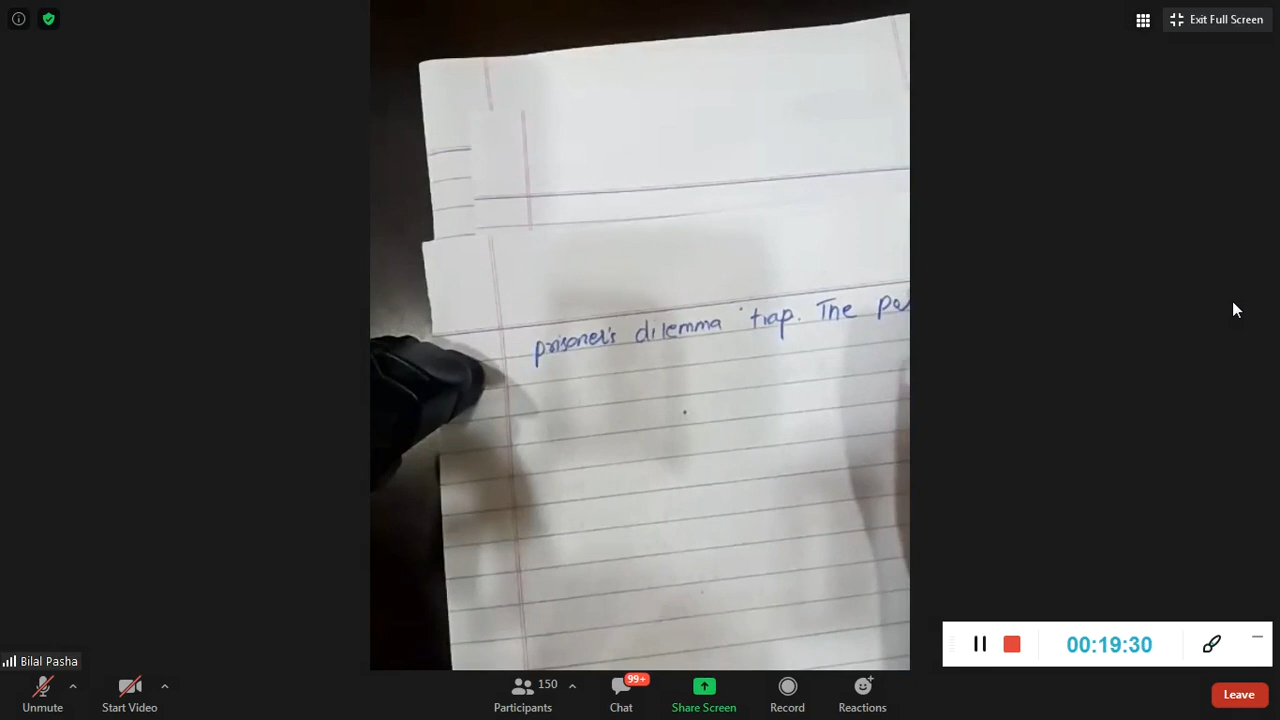 Exit Full Screen
prisoner's dilemma trap. The
00:19:30
Bilal Pasha
150
99+
Unmute
Start Video
Participants
Chat
Share Screen
Record
Reactions
Leave